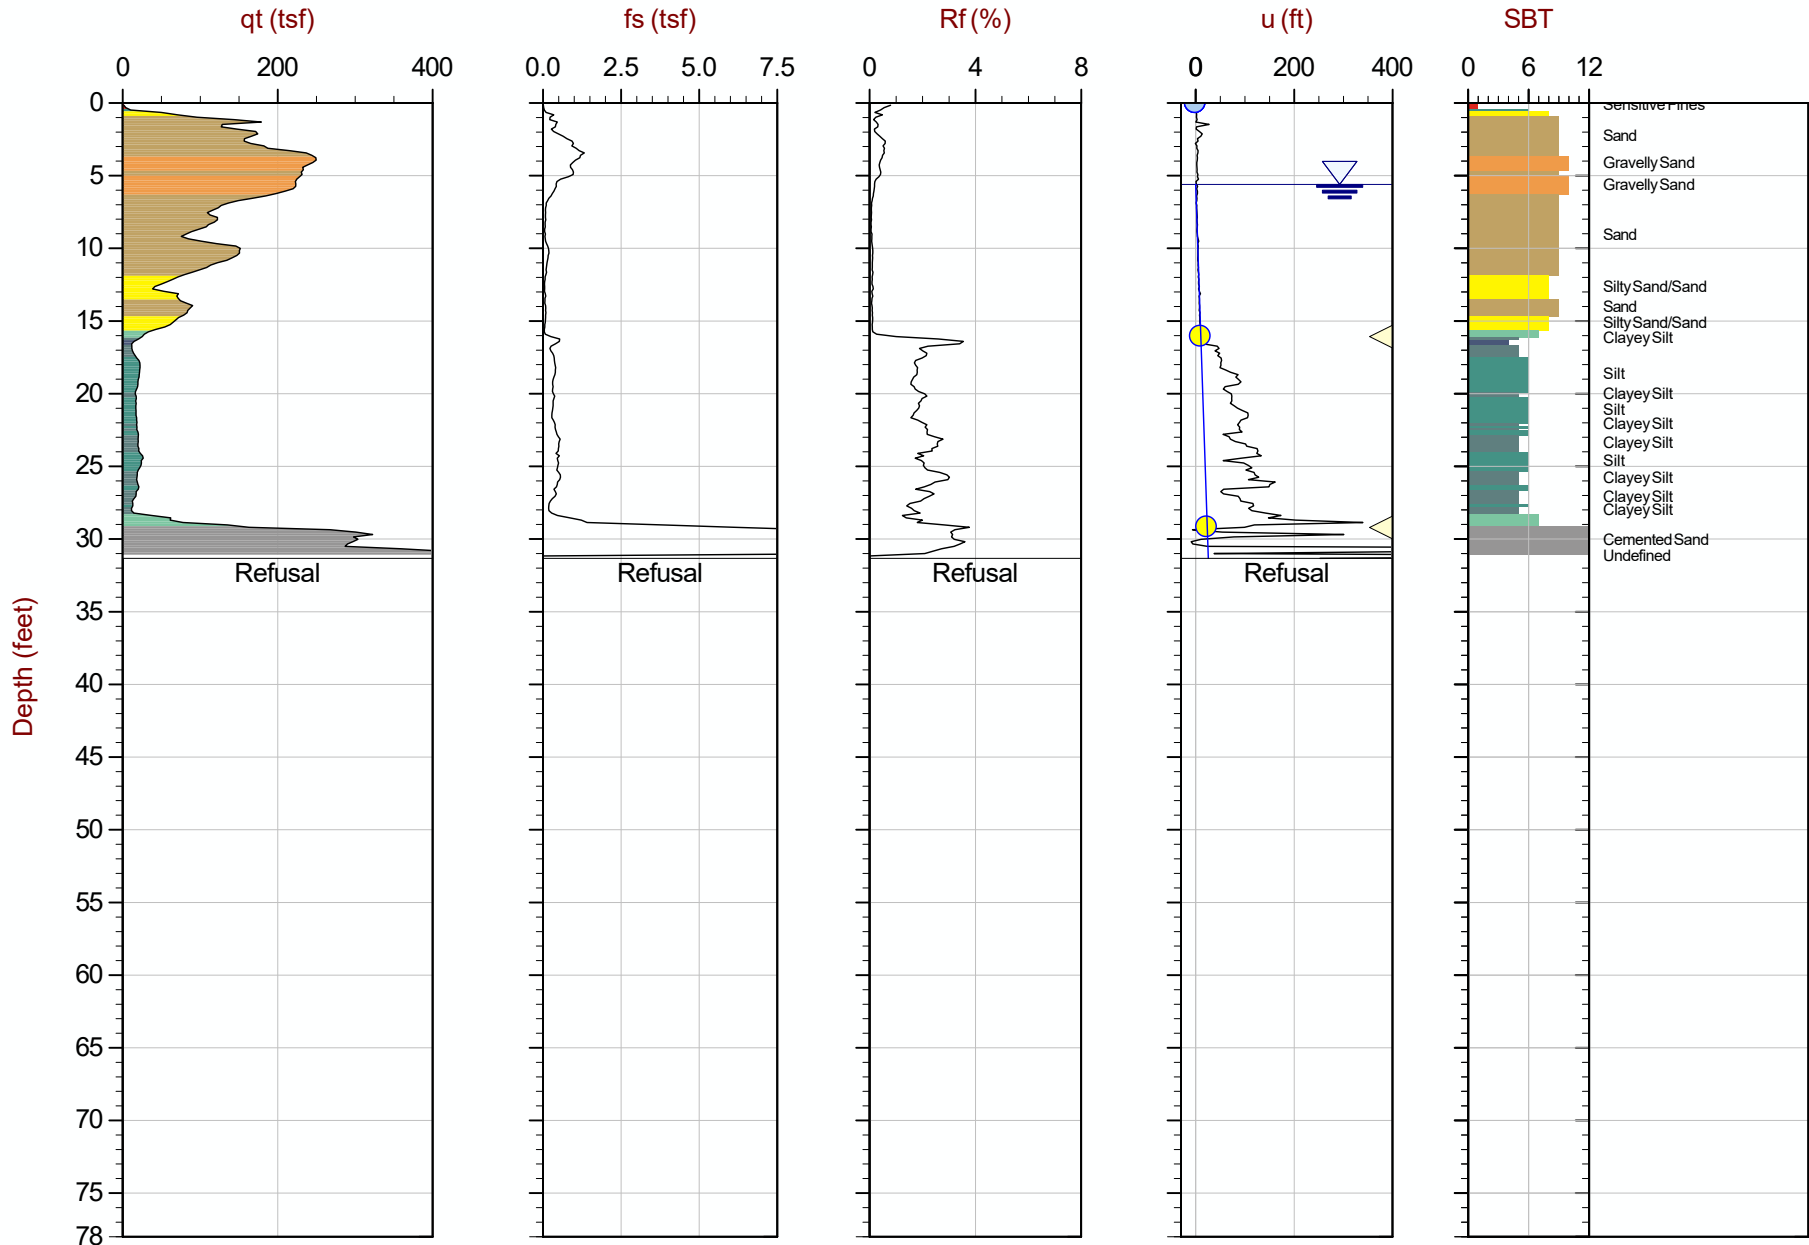 qt (tsf) fs (tsf) Rf (%) u (ft) SBT
0 200 400 0.0 2.5 5.0 7.5 0 4 8 0 200 400 0 6 12
0
5
10
15
20
25
30
35
40
45
50
55
60
65
70
75
78
Depth (feet)
Refusal Refusal Refusal Refusal
Sensitive Fines
Sand
Gravelly Sand
Gravelly Sand
Sand
Silty Sand/Sand
Sand
Silty Sand/Sand
Clayey Silt
Silt
Clayey Silt
Silt
Clayey Silt
Clayey Silt
Silt
Clayey Silt
Clayey Silt
Clayey Silt
Cemented Sand
Undefined